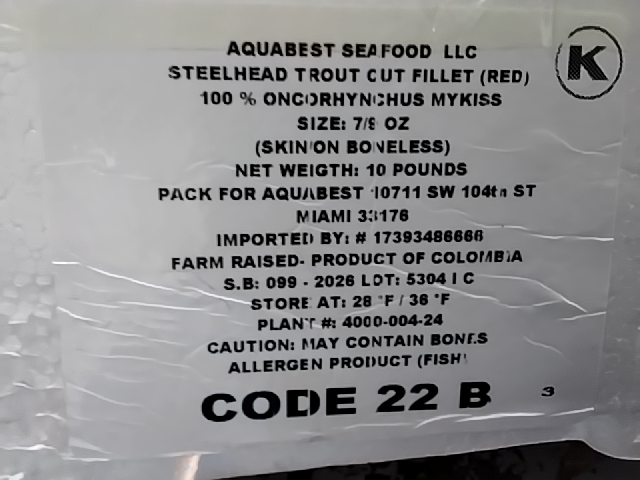 AQUABEST SEAFOOD LLC
K
STEELHEAD TROUT CUT FILLET (RED)
100 % ONCORHYNCHUS MYKISS
SIZE: 7/9 OZ
(SKIN ON BONELESS)
NET WEIGTH: 10 POUNDS
PACK FOR AQUABEST 10711 SW 104th ST
MIAMI 33176
IMPORTED BY: # 17393486666
FARM RAISED- PRODUCT OF COLOMBIA
S.B: 099 - 2026 LOT: 5304 I C
STORE AT: 28 °F / 36 °F
PLANT #: 4000-004-24
CAUTION: MAY CONTAIN BONES
ALLERGEN PRODUCT (FISH)
CODE 22 B 3